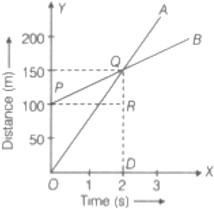 Y
A
200
B
Q
150
P
100
R
50
D
X
O 1 2 3
Distance (m) →
Time (s) →